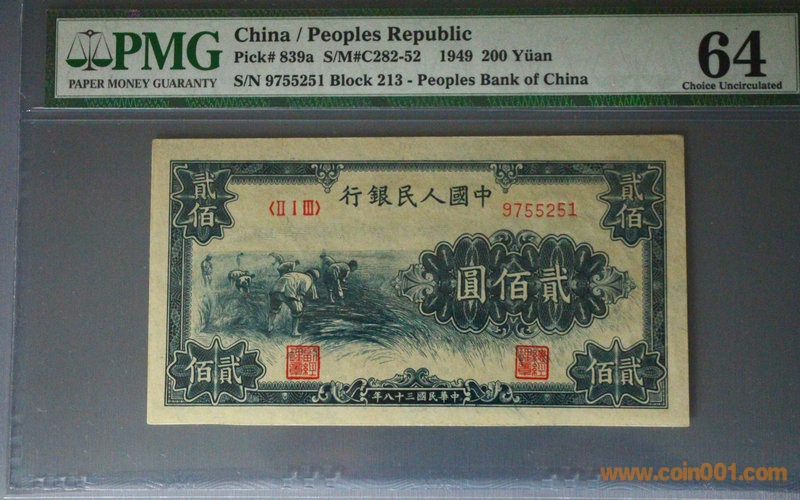 PMG
PAPER MONEY GUARANTY
China / Peoples Republic
Pick# 839a S/M#C282-52 1949 200 Yüan
S/N 9755251 Block 213 - Peoples Bank of China
64
Choice Uncirculated
貳佰
行銀民人國中
貳佰
〈II I III〉
9755251
圓佰貳
佰貳
佰貳
年八十三國民華中
www.coin001.com